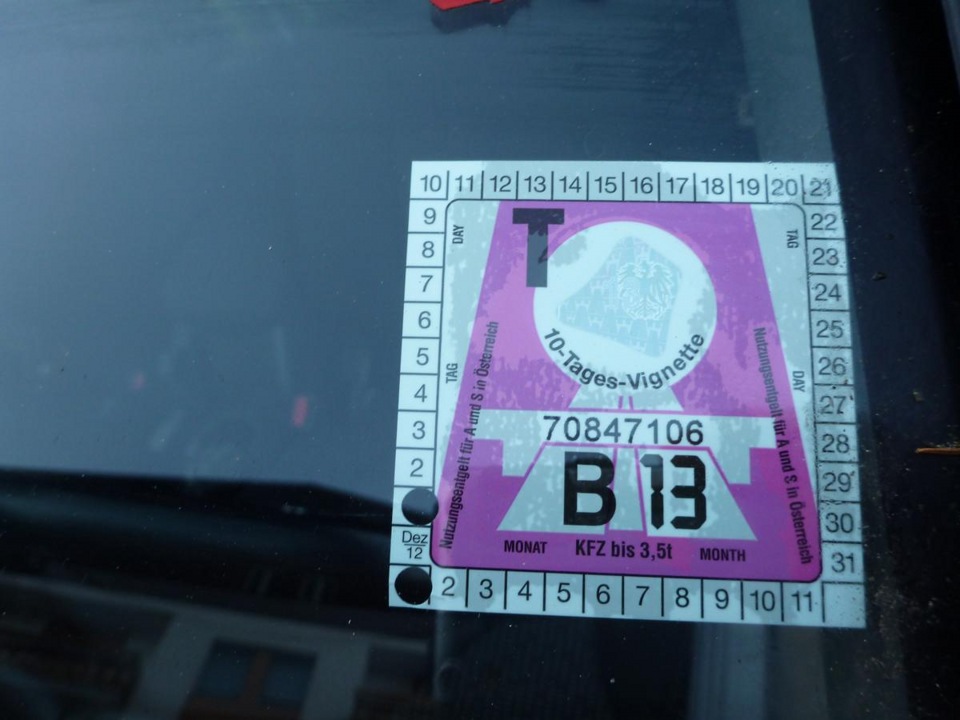 10 11 12 13 14 15 16 17 18 19 20 21
9 22
8 23
7 24
6 25
5 26
4 27
3 28
2 29
30
Dez
12
31
2 3 4 5 6 7 8 9 10 11
DAY
TAG
TAG
DAY
T
Nutzungsentgelt für A und S in Österreich
Nutzungsentgelt für A und S in Österreich
10-Tages-Vignette
70847106
B 13
MONAT KFZ bis 3,5t MONTH